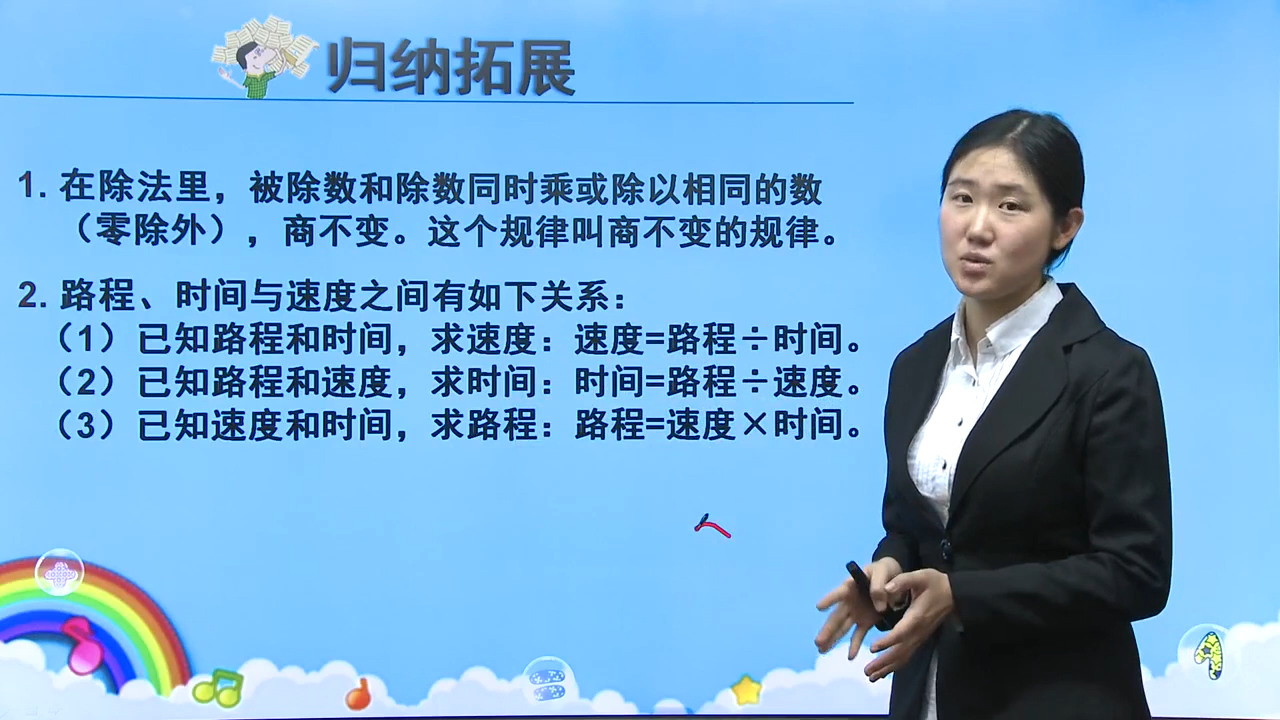 归纳拓展
1. 在除法里，被除数和除数同时乘或除以相同的数
（零除外），商不变。这个规律叫商不变的规律。
2. 路程、时间与速度之间有如下关系：
（1）已知路程和时间，求速度：速度=路程÷时间。
（2）已知路程和速度，求时间：时间=路程÷速度。
（3）已知速度和时间，求路程：路程=速度×时间。